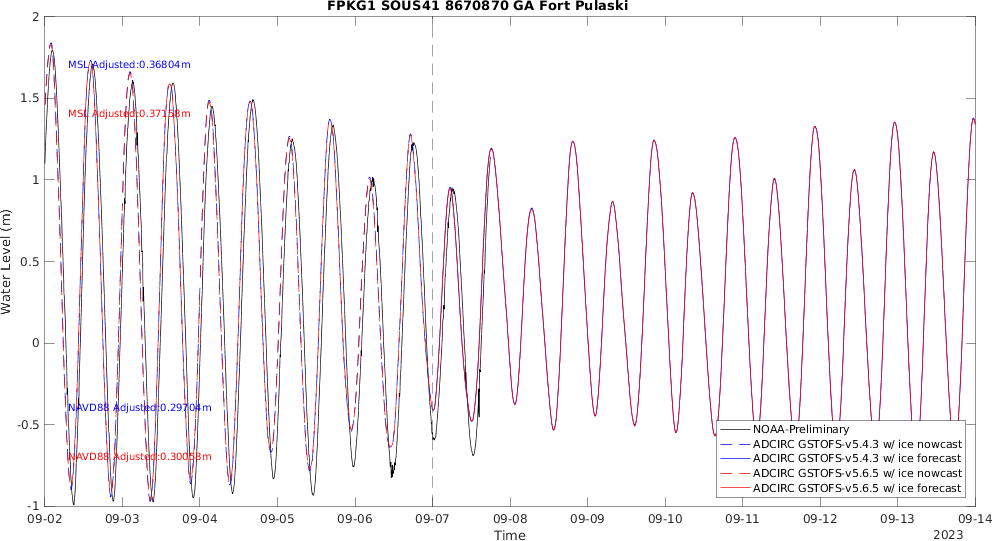 FPKG1 SOUS41 8670870 GA Fort Pulaski
Water Level (m)
2
1.5
1
0.5
0
-0.5
-1
MSL Adjusted:0.36804m
MSL Adjusted:0.37158m
NAVD88 Adjusted:0.29704m
NAVD88 Adjusted:0.30058m
NOAA-Preliminary
ADCIRC GSTOFS-v5.4.3 w/ ice nowcast
ADCIRC GSTOFS-v5.4.3 w/ ice forecast
ADCIRC GSTOFS-v5.6.5 w/ ice nowcast
ADCIRC GSTOFS-v5.6.5 w/ ice forecast
09-02 09-03 09-04 09-05 09-06 09-07 09-08 09-09 09-10 09-11 09-12 09-13 09-14
Time
2023